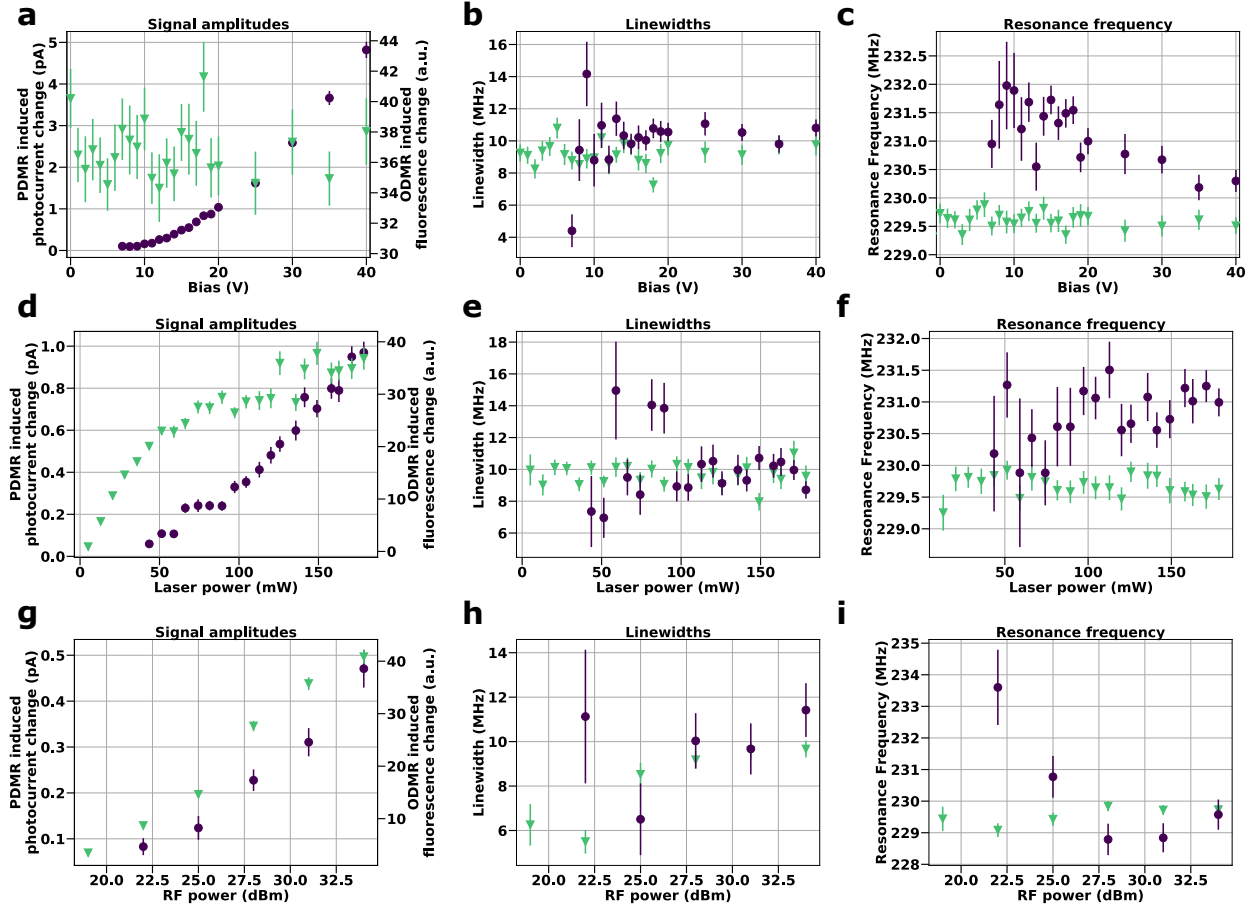 a
Signal amplitudes
PDMR induced
photocurrent change (pA)
5
4
3
2
1
0
44
42
40
38
36
34
32
30
ODMR induced
fluorescence change (a.u.)
0
10
20
30
40
Bias (V)
b
Linewidths
Linewidth (MHz)
16
14
12
10
8
6
4
0
10
20
30
40
Bias (V)
c
Resonance frequency
Resonance Frequency (MHz)
232.5
232.0
231.5
231.0
230.5
230.0
229.5
229.0
0
10
20
30
40
Bias (V)
d
Signal amplitudes
PDMR induced
photocurrent change (pA)
1.0
0.8
0.6
0.4
0.2
0.0
40
30
20
10
0
ODMR induced
fluorescence change (a.u.)
0
50
100
150
Laser power (mW)
e
Linewidths
Linewidth (MHz)
18
16
14
12
10
8
6
0
50
100
150
Laser power (mW)
f
Resonance frequency
Resonance Frequency (MHz)
232.0
231.5
231.0
230.5
230.0
229.5
229.0
50
100
150
Laser power (mW)
g
Signal amplitudes
PDMR induced
photocurrent change (pA)
0.5
0.4
0.3
0.2
0.1
40
30
20
10
ODMR induced
fluorescence change (a.u.)
20.0
22.5
25.0
27.5
30.0
32.5
RF power (dBm)
h
Linewidths
Linewidth (MHz)
14
12
10
8
6
20.0
22.5
25.0
27.5
30.0
32.5
RF power (dBm)
i
Resonance frequency
Resonance Frequency (MHz)
235
234
233
232
231
230
229
228
20.0
22.5
25.0
27.5
30.0
32.5
RF power (dBm)